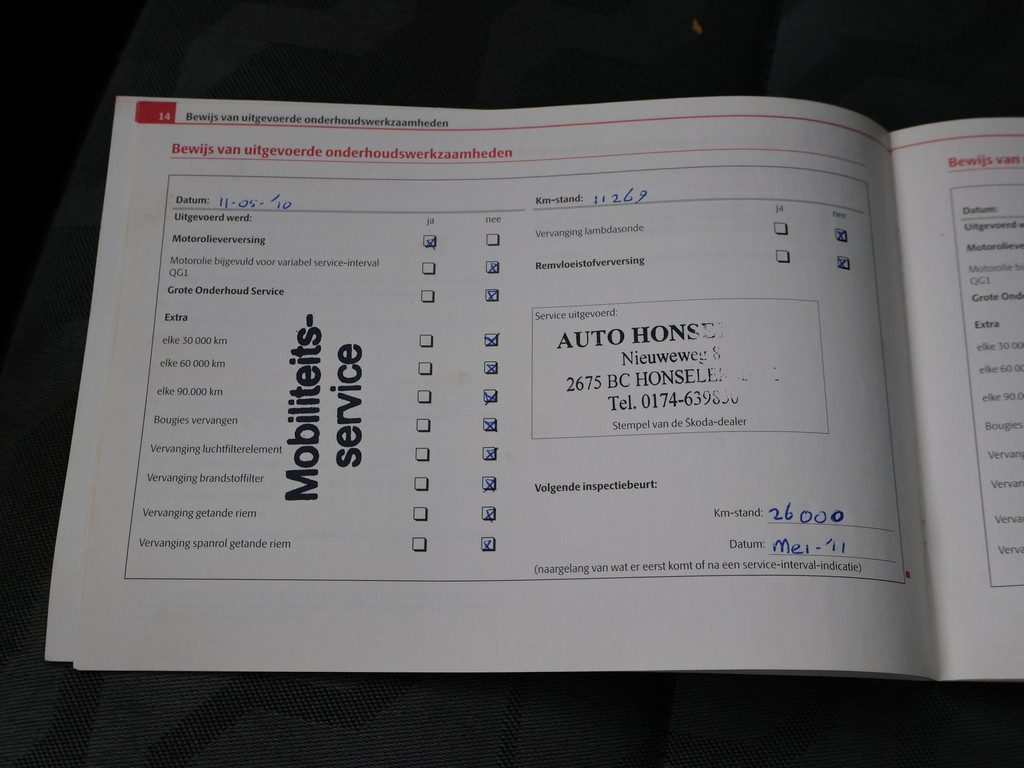 14 Bewijs van uitgevoerde onderhoudswerkzaamheden
Bewijs van uitgevoerde onderhoudswerkzaamheden
Datum: 11-05-'10
Uitgevoerd werd:
ja nee
Motorolieverversing
Motorolie bijgevuld voor variabel service-interval
QG1
Grote Onderhoud Service
Extra
elke 30 000 km
elke 60 000 km
elke 90.000 km
Bougies vervangen
Vervanging luchtfilterelement
Vervanging brandstoffilter
Vervanging getande riem
Vervanging spanrol getande riem
Mobiliteits-
service
Km-stand: 11269
ja nee
Vervanging lambdasonde
Remvloeistofverversing
Service uitgevoerd:
AUTO
Nieuweweg
2675 BC
Tel.
Stempel van de Škoda-dealer
Volgende inspectiebeurt:
Km-stand: 26000
Datum: Mei-'11
(naargelang van wat er eerst komt of na een service-interval-indicatie)
Bewijs van
Datum:
Uitgevoerd
QG1
Extra